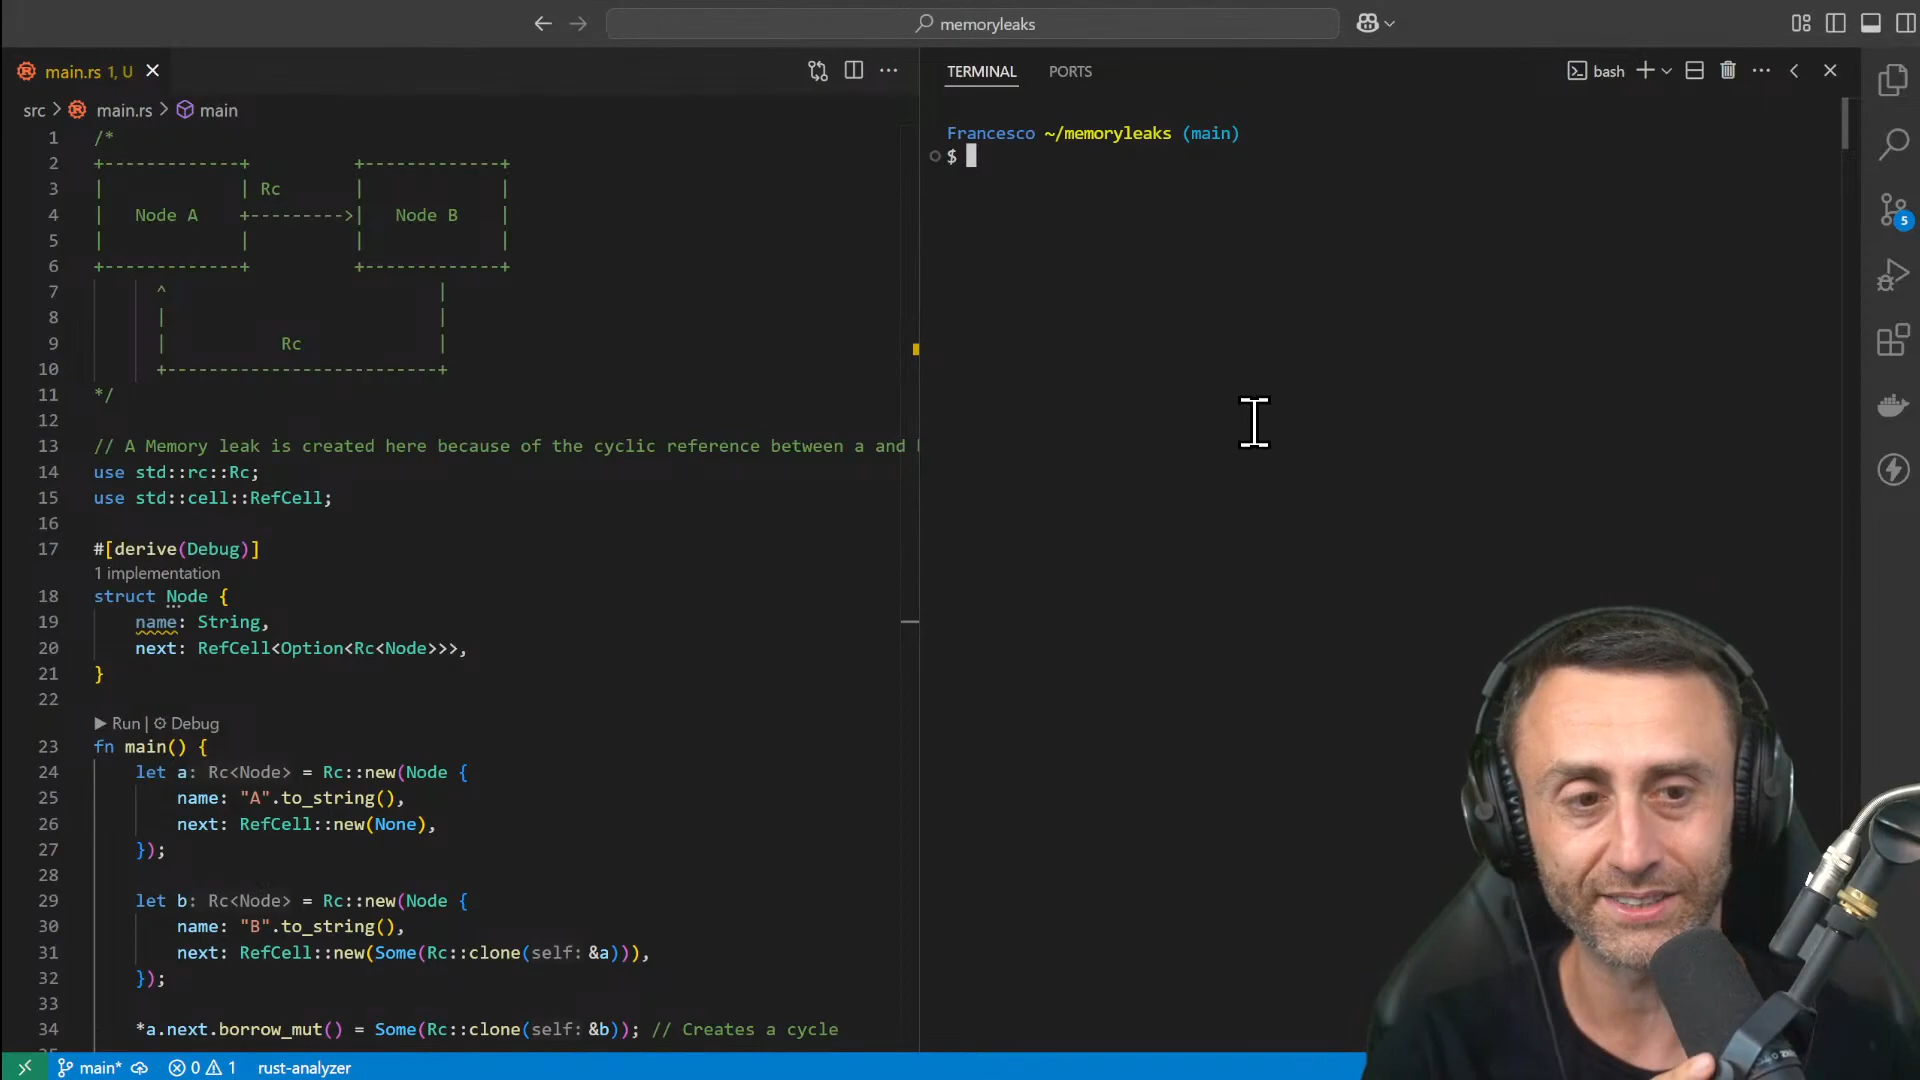 memoryleaks
main.rs 1, U
TERMINAL PORTS bash
src > main.rs > main
Francesco ~/memoryleaks (main)
$
1 /*
2 +-------------+ +-------------+
3 | | Rc | |
4 | Node A +--------->| Node B |
5 | | | |
6 +-------------+ +-------------+
7 ^ |
8 | |
9 | Rc |
10 +--------------------------+
11 */
12
13 // A Memory leak is created here because of the cyclic reference between a and
14 use std::rc::Rc;
15 use std::cell::RefCell;
16
17 #[derive(Debug)]
1 implementation
18 struct Node {
19 name: String,
20 next: RefCell<Option<Rc<Node>>>,
21 }
22
Run | Debug
23 fn main() {
24 let a: Rc<Node> = Rc::new(Node {
25 name: "A".to_string(),
26 next: RefCell::new(None),
27 });
28
29 let b: Rc<Node> = Rc::new(Node {
30 name: "B".to_string(),
31 next: RefCell::new(Some(Rc::clone(self: &a))),
32 });
33
34 *a.next.borrow_mut() = Some(Rc::clone(self: &b)); // Creates a cycle
5
main* 0 1 rust-analyzer